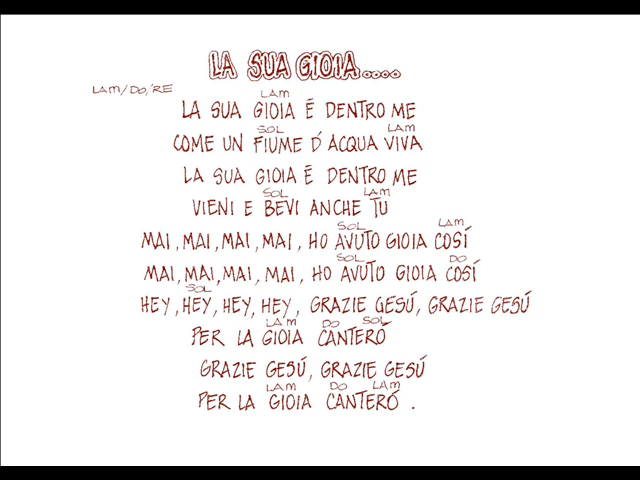 LA SUA GIOIA....
LAM/DO/RE
LAM
LA SUA GIOIA É DENTRO ME
SOL LAM
COME UN FIUME D'ACQUA VIVA
LA SUA GIOIA É DENTRO ME
SOL LAM
VIENI E BEVI ANCHE TU
SOL LAM
MAI, MAI, MAI, MAI, HO AVUTO GIOIA COSÍ
SOL DO
MAI, MAI, MAI, MAI, HO AVUTO GIOIA COSÍ
SOL
HEY, HEY, HEY, HEY, GRAZIE GESÚ, GRAZIE GESÚ
LAM DO SOL
PER LA GIOIA CANTERÓ
GRAZIE GESÚ, GRAZIE GESÚ
LAM DO LAM
PER LA GIOIA CANTERÓ .